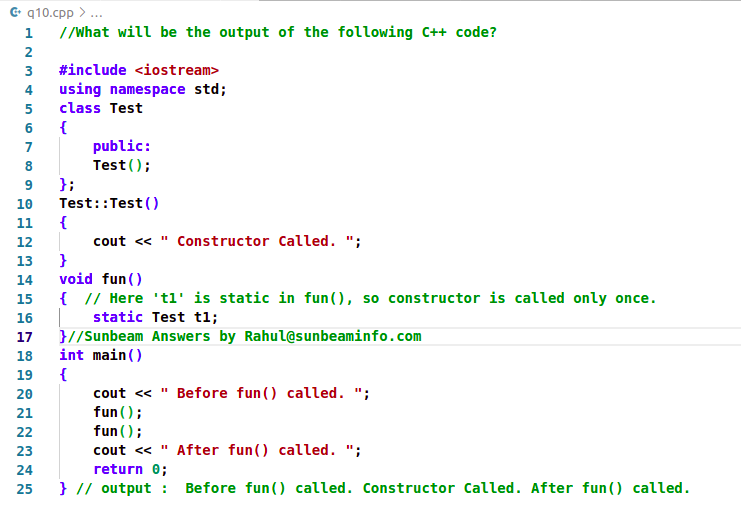 q10.cpp > ...
1 //What will be the output of the following C++ code?
2
3 #include <iostream>
4 using namespace std;
5 class Test
6 {
7     public:
8     Test();
9 };
10 Test::Test()
11 {
12     cout << " Constructor Called. ";
13 }
14 void fun()
15 {  // Here 't1' is static in fun(), so constructor is called only once.
16     static Test t1;
17 }//Sunbeam Answers by Rahul@sunbeaminfo.com
18 int main()
19 {
20     cout << " Before fun() called. ";
21     fun();
22     fun();
23     cout << " After fun() called. ";
24     return 0;
25 } // output :  Before fun() called. Constructor Called. After fun() called.